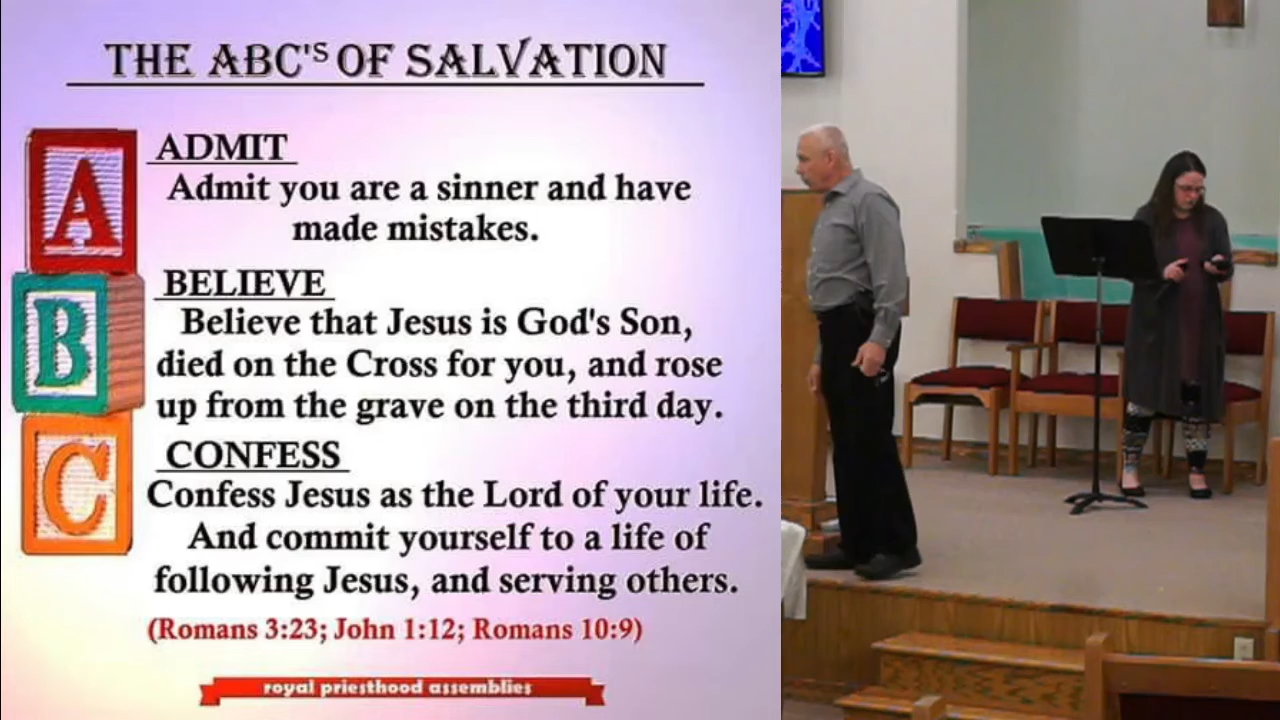 THE ABC'S OF SALVATION
A
ADMIT
Admit you are a sinner and have
made mistakes.
B
BELIEVE
Believe that Jesus is God's Son,
died on the Cross for you, and rose
up from the grave on the third day.
C
CONFESS
Confess Jesus as the Lord of your life.
And commit yourself to a life of
following Jesus, and serving others.
(Romans 3:23; John 1:12; Romans 10:9)
royal priesthood assemblies